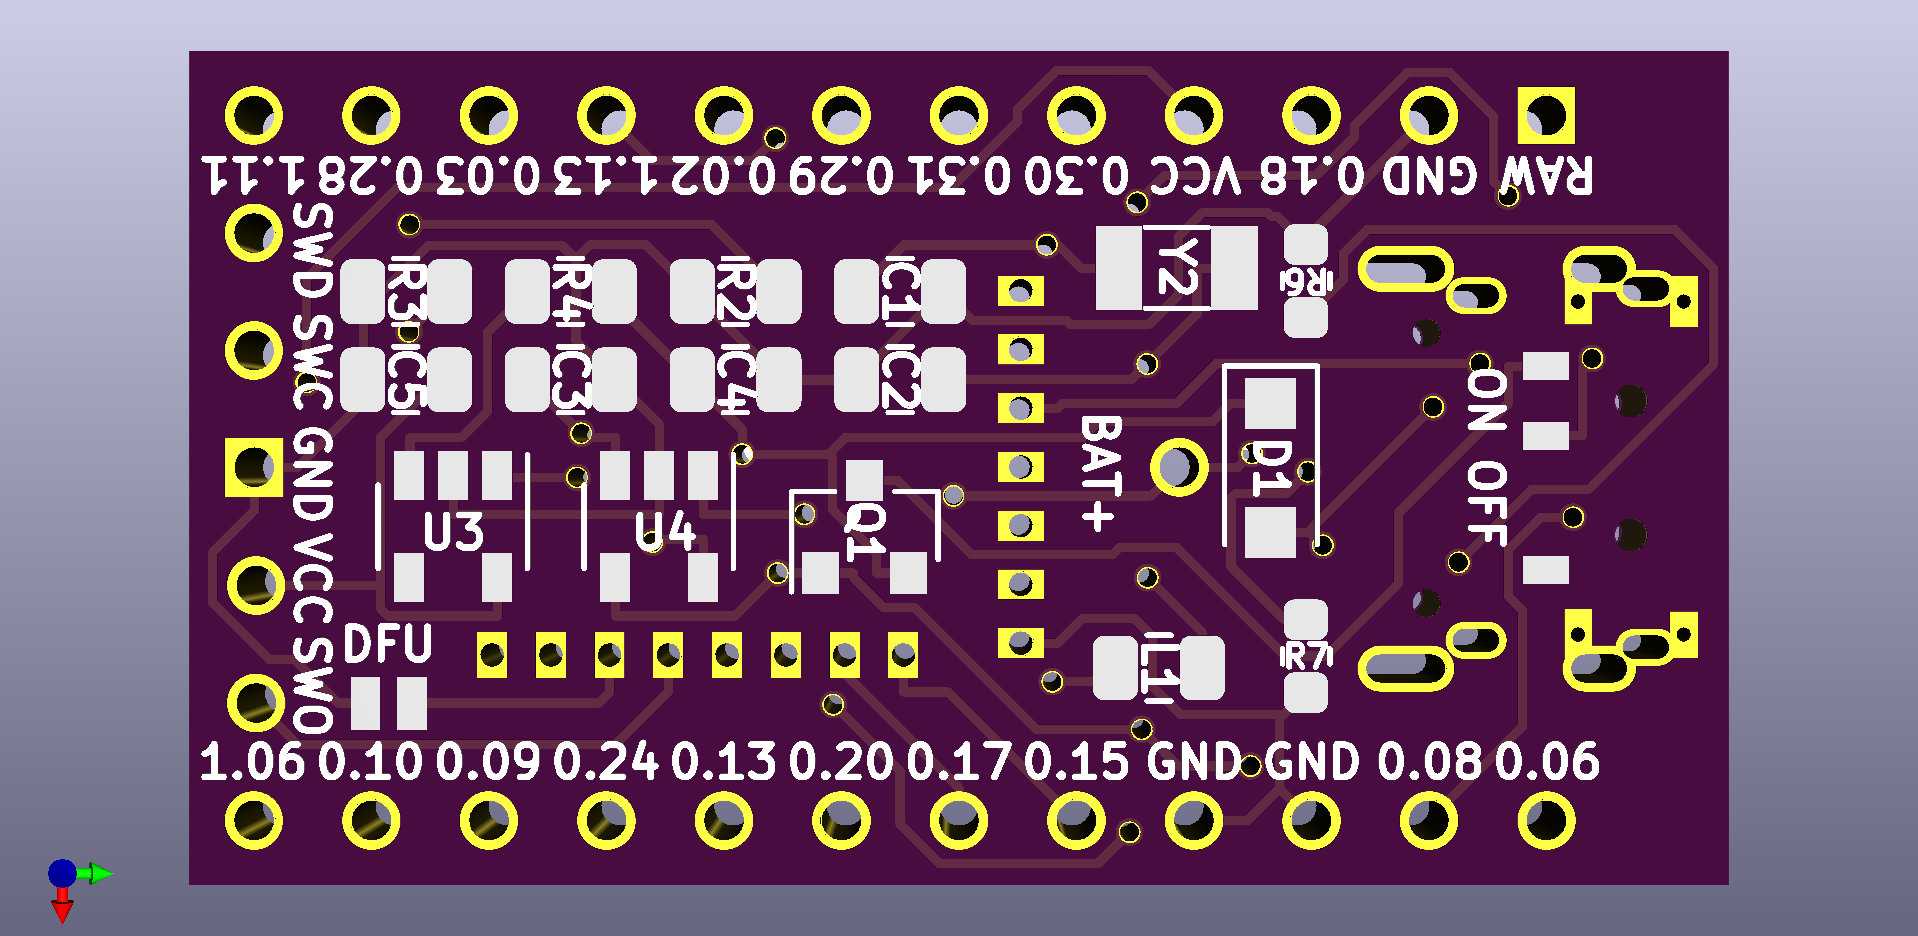 RAW GND 0.18 VCC 0.30 0.31 0.29 0.02 1.13 0.03 0.28 1.11
SWD SWC GND VCC SWO
R3 R4 R2 C1 Y2 R6
C5 C3 C4 C2
BAT+
D1
ON OFF
U3 U4 Q1
DFU
L1
R7
1.06 0.10 0.09 0.24 0.13 0.20 0.17 0.15 GND GND 0.08 0.06